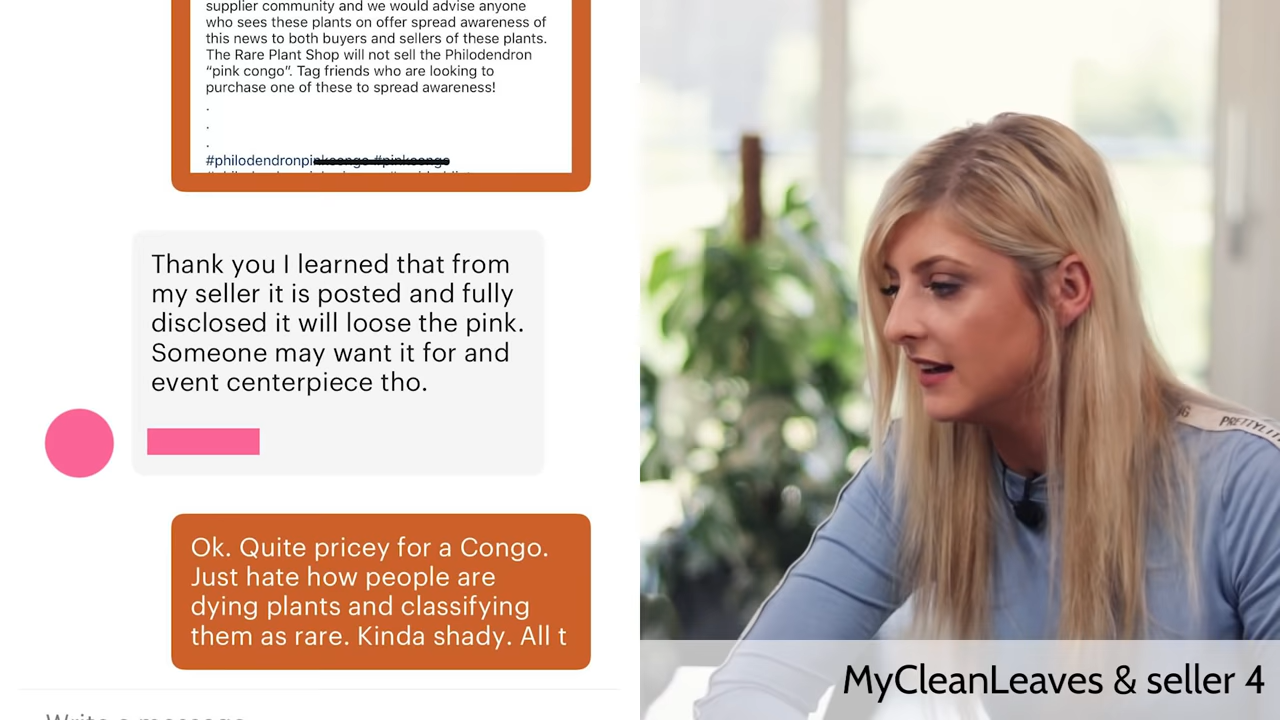 supplier community and we would advise anyone
who sees these plants on offer spread awareness of
this news to both buyers and sellers of these plants.
The Rare Plant Shop will not sell the Philodendron
“pink congo”. Tag friends who are looking to
purchase one of these to spread awareness!
.
.
.
#philodendronpinkcongo #pinkcongo
Thank you I learned that from
my seller it is posted and fully
disclosed it will loose the pink.
Someone may want it for and
event centerpiece tho.
Ok. Quite pricey for a Congo.
Just hate how people are
dying plants and classifying
them as rare. Kinda shady. All t
Write a message
PRETTYLIT
MyCleanLeaves & seller 4